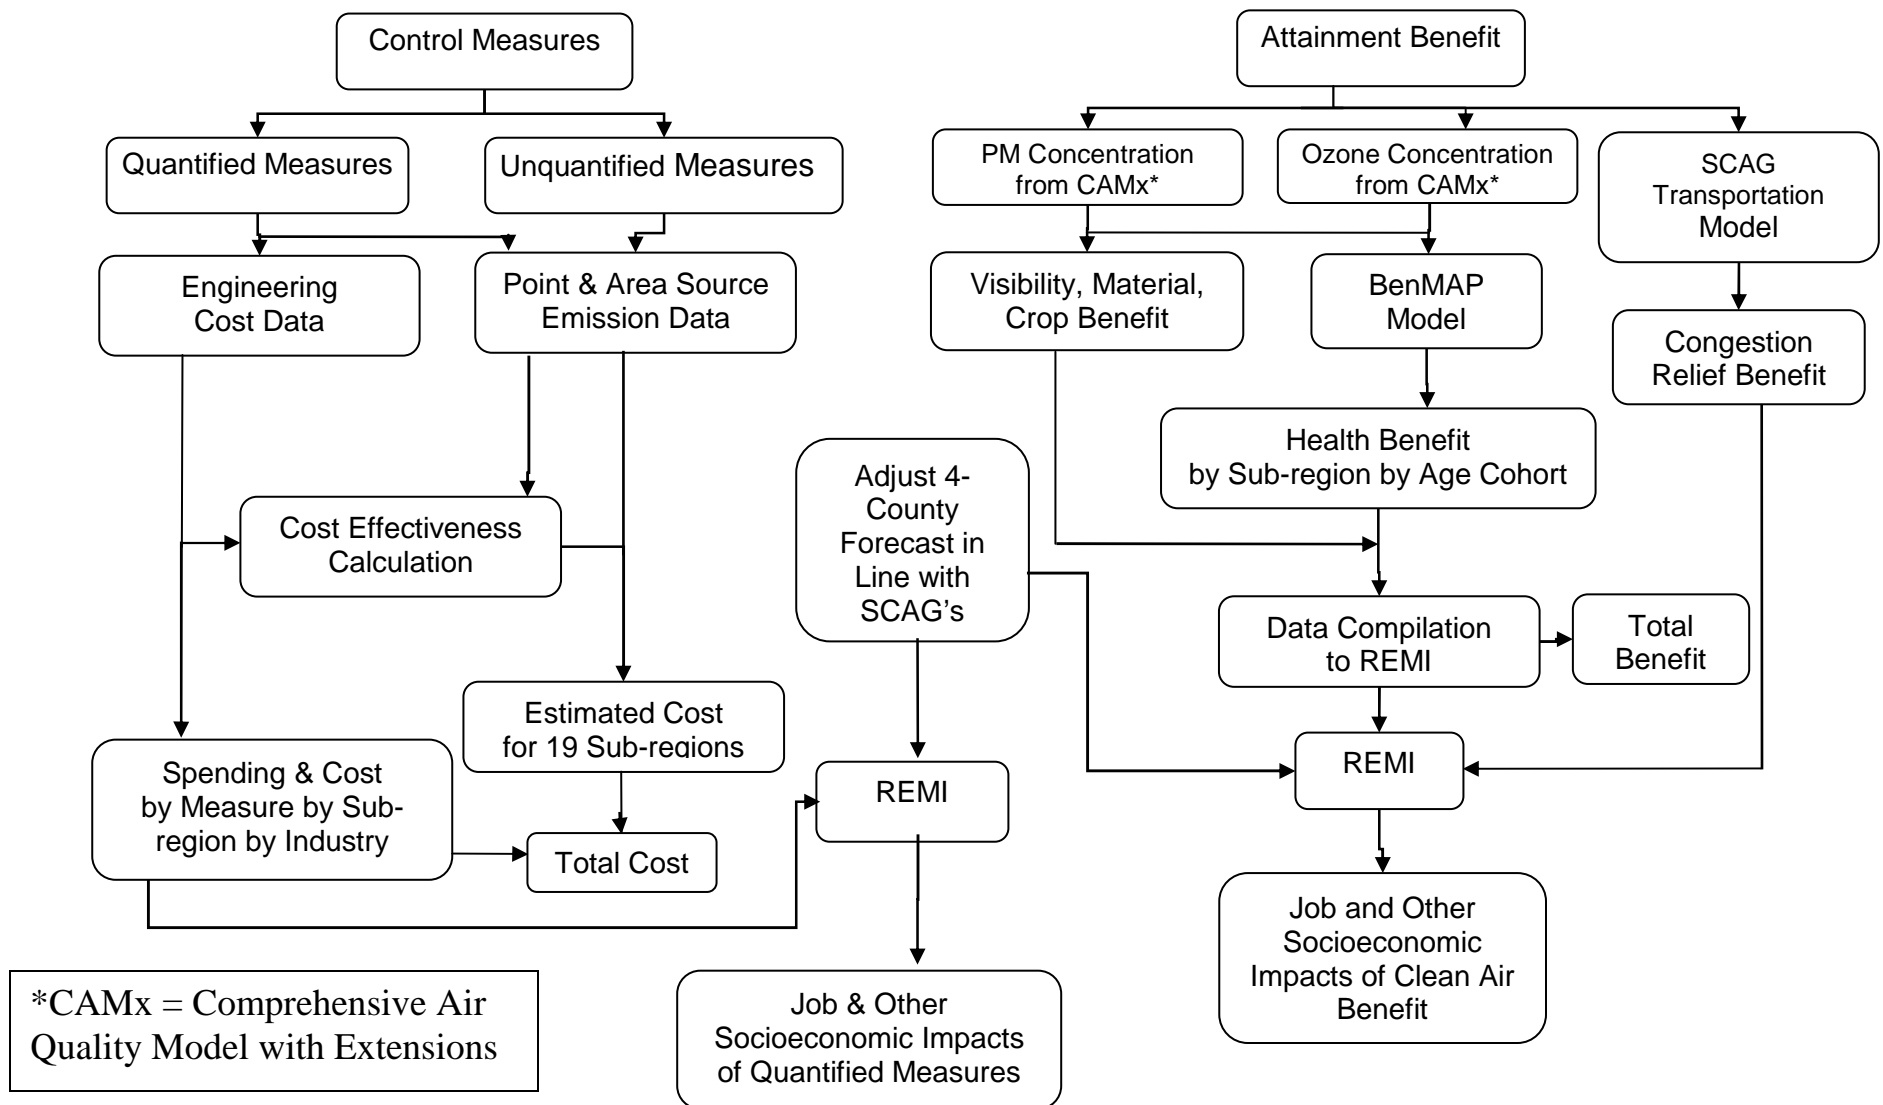 Control Measures
Attainment Benefit
Quantified Measures
Unquantified Measures
PM Concentration
from CAMx*
Ozone Concentration
from CAMx*
SCAG
Transportation
Model
Engineering
Cost Data
Point & Area Source
Emission Data
Visibility, Material,
Crop Benefit
BenMAP
Model
Congestion
Relief Benefit
Health Benefit
by Sub-region by Age Cohort
Adjust 4-
County
Forecast in
Line with
SCAG's
Cost Effectiveness
Calculation
Data Compilation
to REMI
Total
Benefit
Estimated Cost
for 19 Sub-regions
Spending & Cost
by Measure by Sub-
region by Industry
REMI
REMI
Total Cost
Job and Other
Socioeconomic
Impacts of Clean Air
Benefit
*CAMx = Comprehensive Air
Quality Model with Extensions
Job & Other
Socioeconomic Impacts
of Quantified Measures